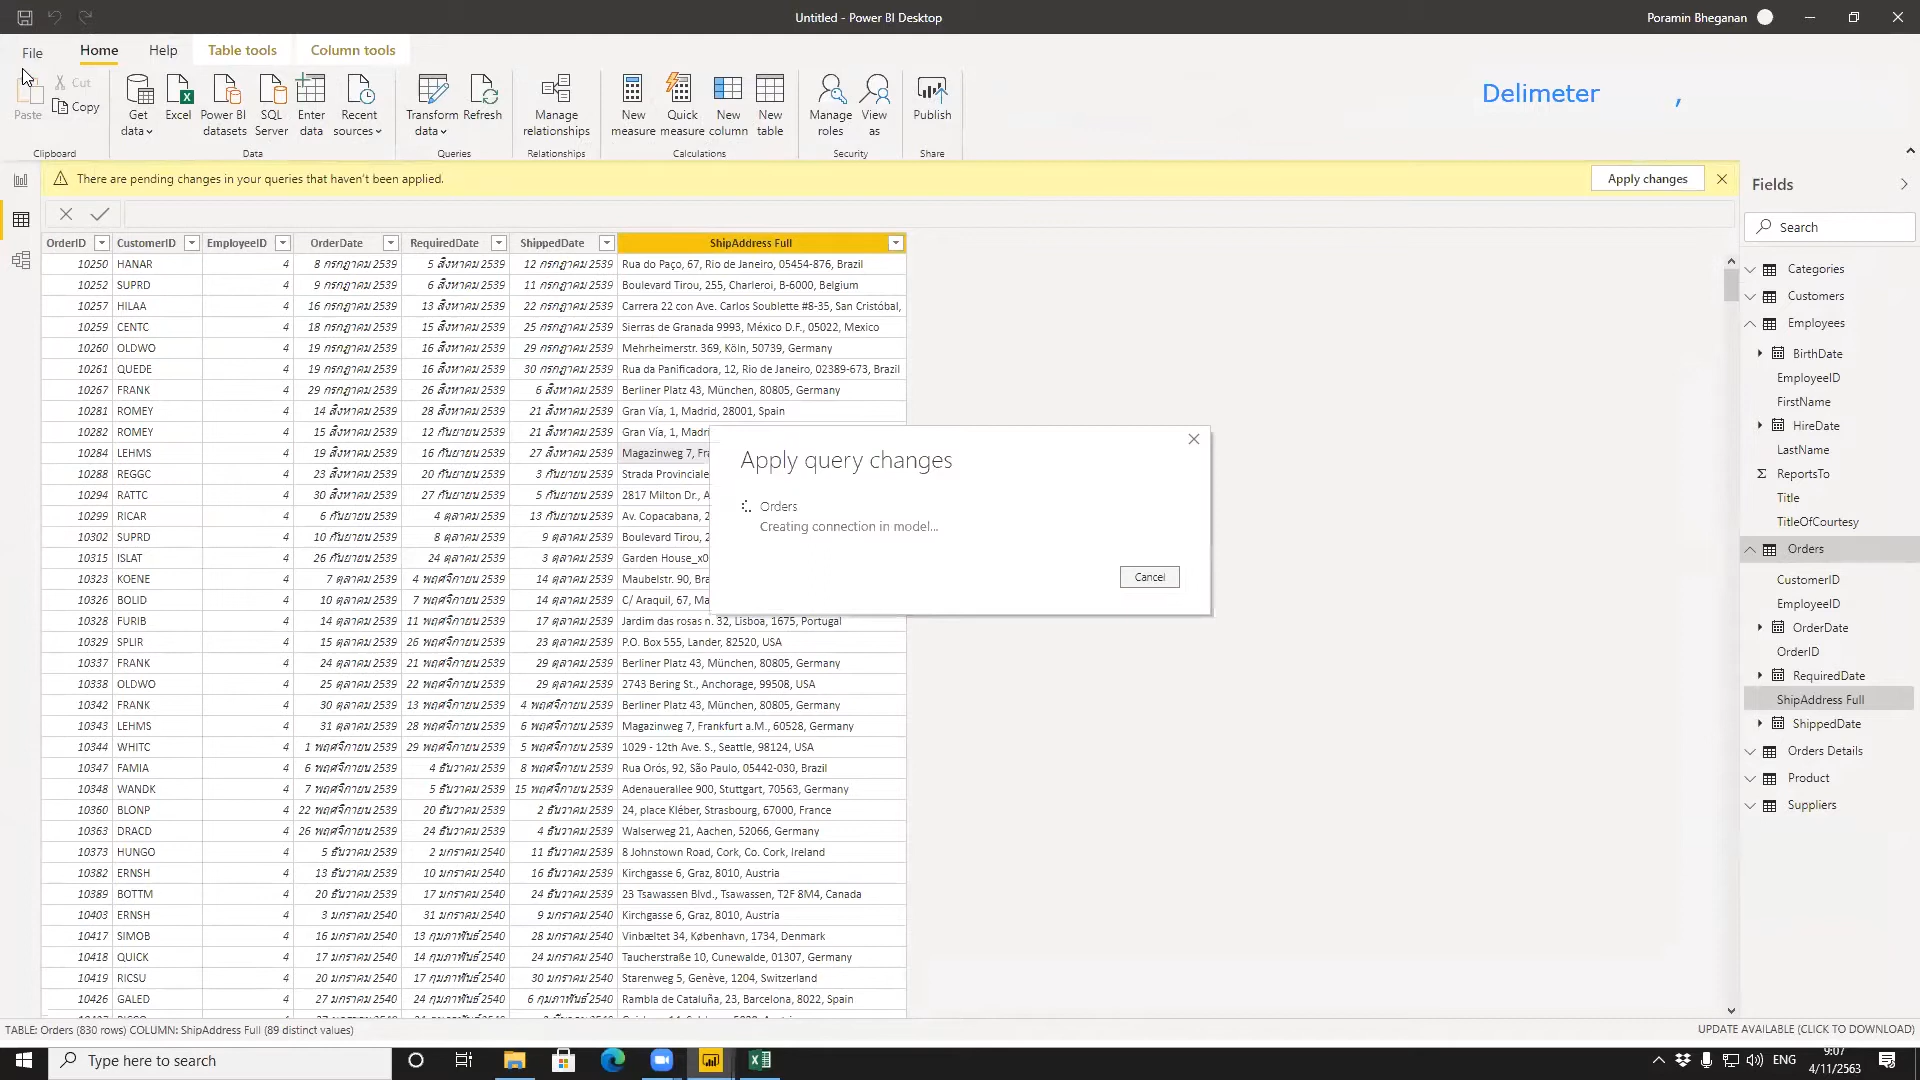 Untitled - Power BI Desktop
Poramin Bheganan
File Home Help Table tools Column tools
Paste Cut Copy
Get data Excel Power BI datasets SQL Server Enter data Recent sources
Transform data Refresh
Manage relationships
New measure Quick measure New column New table
Manage roles View as
Publish
Delimeter ,
Clipboard Data Queries Relationships Calculations Security Share
There are pending changes in your queries that haven't been applied.
Apply changes
OrderID CustomerID EmployeeID OrderDate RequiredDate ShippedDate ShipAddress Full
10250 HANAR 4 8 กรกฎาคม 2539 5 สิงหาคม 2539 12 กรกฎาคม 2539 Rua do Paço, 67, Rio de Janeiro, 05454-876, Brazil
10252 SUPRD 4 9 กรกฎาคม 2539 6 สิงหาคม 2539 11 กรกฎาคม 2539 Boulevard Tirou, 255, Charleroi, B-6000, Belgium
10257 HILAA 4 16 กรกฎาคม 2539 13 สิงหาคม 2539 22 กรกฎาคม 2539 Carrera 22 con Ave. Carlos Soublette #8-35, San Cristóbal,
10259 CENTC 4 18 กรกฎาคม 2539 15 สิงหาคม 2539 25 กรกฎาคม 2539 Sierras de Granada 9993, México D.F., 05022, Mexico
10260 OLDWO 4 19 กรกฎาคม 2539 16 สิงหาคม 2539 29 กรกฎาคม 2539 Mehrheimerstr. 369, Köln, 50739, Germany
10261 QUEDE 4 19 กรกฎาคม 2539 16 สิงหาคม 2539 30 กรกฎาคม 2539 Rua da Panificadora, 12, Rio de Janeiro, 02389-673, Brazil
10267 FRANK 4 29 กรกฎาคม 2539 26 สิงหาคม 2539 6 สิงหาคม 2539 Berliner Platz 43, München, 80805, Germany
10281 ROMEY 4 14 สิงหาคม 2539 28 สิงหาคม 2539 21 สิงหาคม 2539 Gran Vía, 1, Madrid, 28001, Spain
10282 ROMEY 4 15 สิงหาคม 2539 12 กันยายน 2539 21 สิงหาคม 2539 Gran Vía, 1, Madri
10284 LEHMS 4 19 สิงหาคม 2539 16 กันยายน 2539 27 สิงหาคม 2539 Magazinweg 7, Fra
10288 REGGC 4 23 สิงหาคม 2539 20 กันยายน 2539 3 กันยายน 2539 Strada Provinciale
10294 RATTC 4 30 สิงหาคม 2539 27 กันยายน 2539 5 กันยายน 2539 2817 Milton Dr., A
10299 RICAR 4 6 กันยายน 2539 4 ตุลาคม 2539 13 กันยายน 2539 Av. Copacabana, 2
10302 SUPRD 4 10 กันยายน 2539 8 ตุลาคม 2539 9 ตุลาคม 2539 Boulevard Tirou, 2
10315 ISLAT 4 26 กันยายน 2539 24 ตุลาคม 2539 3 ตุลาคม 2539 Garden House_x0
10323 KOENE 4 7 ตุลาคม 2539 4 พฤศจิกายน 2539 14 ตุลาคม 2539 Maubelstr. 90, Bra
10326 BOLID 4 10 ตุลาคม 2539 7 พฤศจิกายน 2539 14 ตุลาคม 2539 C/ Araquil, 67, Ma
10328 FURIB 4 14 ตุลาคม 2539 11 พฤศจิกายน 2539 17 ตุลาคม 2539 Jardim das rosas n. 32, Lisboa, 1675, Portugal
10329 SPLIR 4 15 ตุลาคม 2539 26 พฤศจิกายน 2539 23 ตุลาคม 2539 P.O. Box 555, Lander, 82520, USA
10337 FRANK 4 24 ตุลาคม 2539 21 พฤศจิกายน 2539 29 ตุลาคม 2539 Berliner Platz 43, München, 80805, Germany
10338 OLDWO 4 25 ตุลาคม 2539 22 พฤศจิกายน 2539 29 ตุลาคม 2539 2743 Bering St., Anchorage, 99508, USA
10342 FRANK 4 30 ตุลาคม 2539 13 พฤศจิกายน 2539 4 พฤศจิกายน 2539 Berliner Platz 43, München, 80805, Germany
10343 LEHMS 4 31 ตุลาคม 2539 28 พฤศจิกายน 2539 6 พฤศจิกายน 2539 Magazinweg 7, Frankfurt a.M., 60528, Germany
10344 WHITC 4 1 พฤศจิกายน 2539 29 พฤศจิกายน 2539 5 พฤศจิกายน 2539 1029 - 12th Ave. S., Seattle, 98124, USA
10347 FAMIA 4 6 พฤศจิกายน 2539 4 ธันวาคม 2539 8 พฤศจิกายน 2539 Rua Orós, 92, São Paulo, 05442-030, Brazil
10348 WANDK 4 7 พฤศจิกายน 2539 5 ธันวาคม 2539 15 พฤศจิกายน 2539 Adenauerallee 900, Stuttgart, 70563, Germany
10360 BLONP 4 22 พฤศจิกายน 2539 20 ธันวาคม 2539 2 ธันวาคม 2539 24, place Kléber, Strasbourg, 67000, France
10363 DRACD 4 26 พฤศจิกายน 2539 24 ธันวาคม 2539 4 ธันวาคม 2539 Walserweg 21, Aachen, 52066, Germany
10373 HUNGO 4 5 ธันวาคม 2539 2 มกราคม 2540 11 ธันวาคม 2539 8 Johnstown Road, Cork, Co. Cork, Ireland
10382 ERNSH 4 13 ธันวาคม 2539 10 มกราคม 2540 16 ธันวาคม 2539 Kirchgasse 6, Graz, 8010, Austria
10389 BOTTM 4 20 ธันวาคม 2539 17 มกราคม 2540 24 ธันวาคม 2539 23 Tsawassen Blvd., Tsawassen, T2F 8M4, Canada
10403 ERNSH 4 3 มกราคม 2540 31 มกราคม 2540 9 มกราคม 2540 Kirchgasse 6, Graz, 8010, Austria
10417 SIMOB 4 16 มกราคม 2540 13 กุมภาพันธ์ 2540 28 มกราคม 2540 Vinbæltet 34, København, 1734, Denmark
10418 QUICK 4 17 มกราคม 2540 14 กุมภาพันธ์ 2540 24 มกราคม 2540 Taucherstraße 10, Cunewalde, 01307, Germany
10419 RICSU 4 20 มกราคม 2540 17 กุมภาพันธ์ 2540 30 มกราคม 2540 Starenweg 5, Genève, 1204, Switzerland
10426 GALED 4 27 มกราคม 2540 24 กุมภาพันธ์ 2540 6 กุมภาพันธ์ 2540 Rambla de Cataluña, 23, Barcelona, 8022, Spain
Apply query changes
Orders
Creating connection in model...
Cancel
Fields
Search
Categories
Customers
Employees
BirthDate
EmployeeID
FirstName
HireDate
LastName
ReportsTo
Title
TitleOfCourtesy
Orders
CustomerID
EmployeeID
OrderDate
OrderID
RequiredDate
ShipAddress Full
ShippedDate
Orders Details
Product
Suppliers
TABLE: Orders (830 rows) COLUMN: ShipAddress Full (89 distinct values)
UPDATE AVAILABLE (CLICK TO DOWNLOAD)
Type here to search
ENG
9:07
4/11/2563